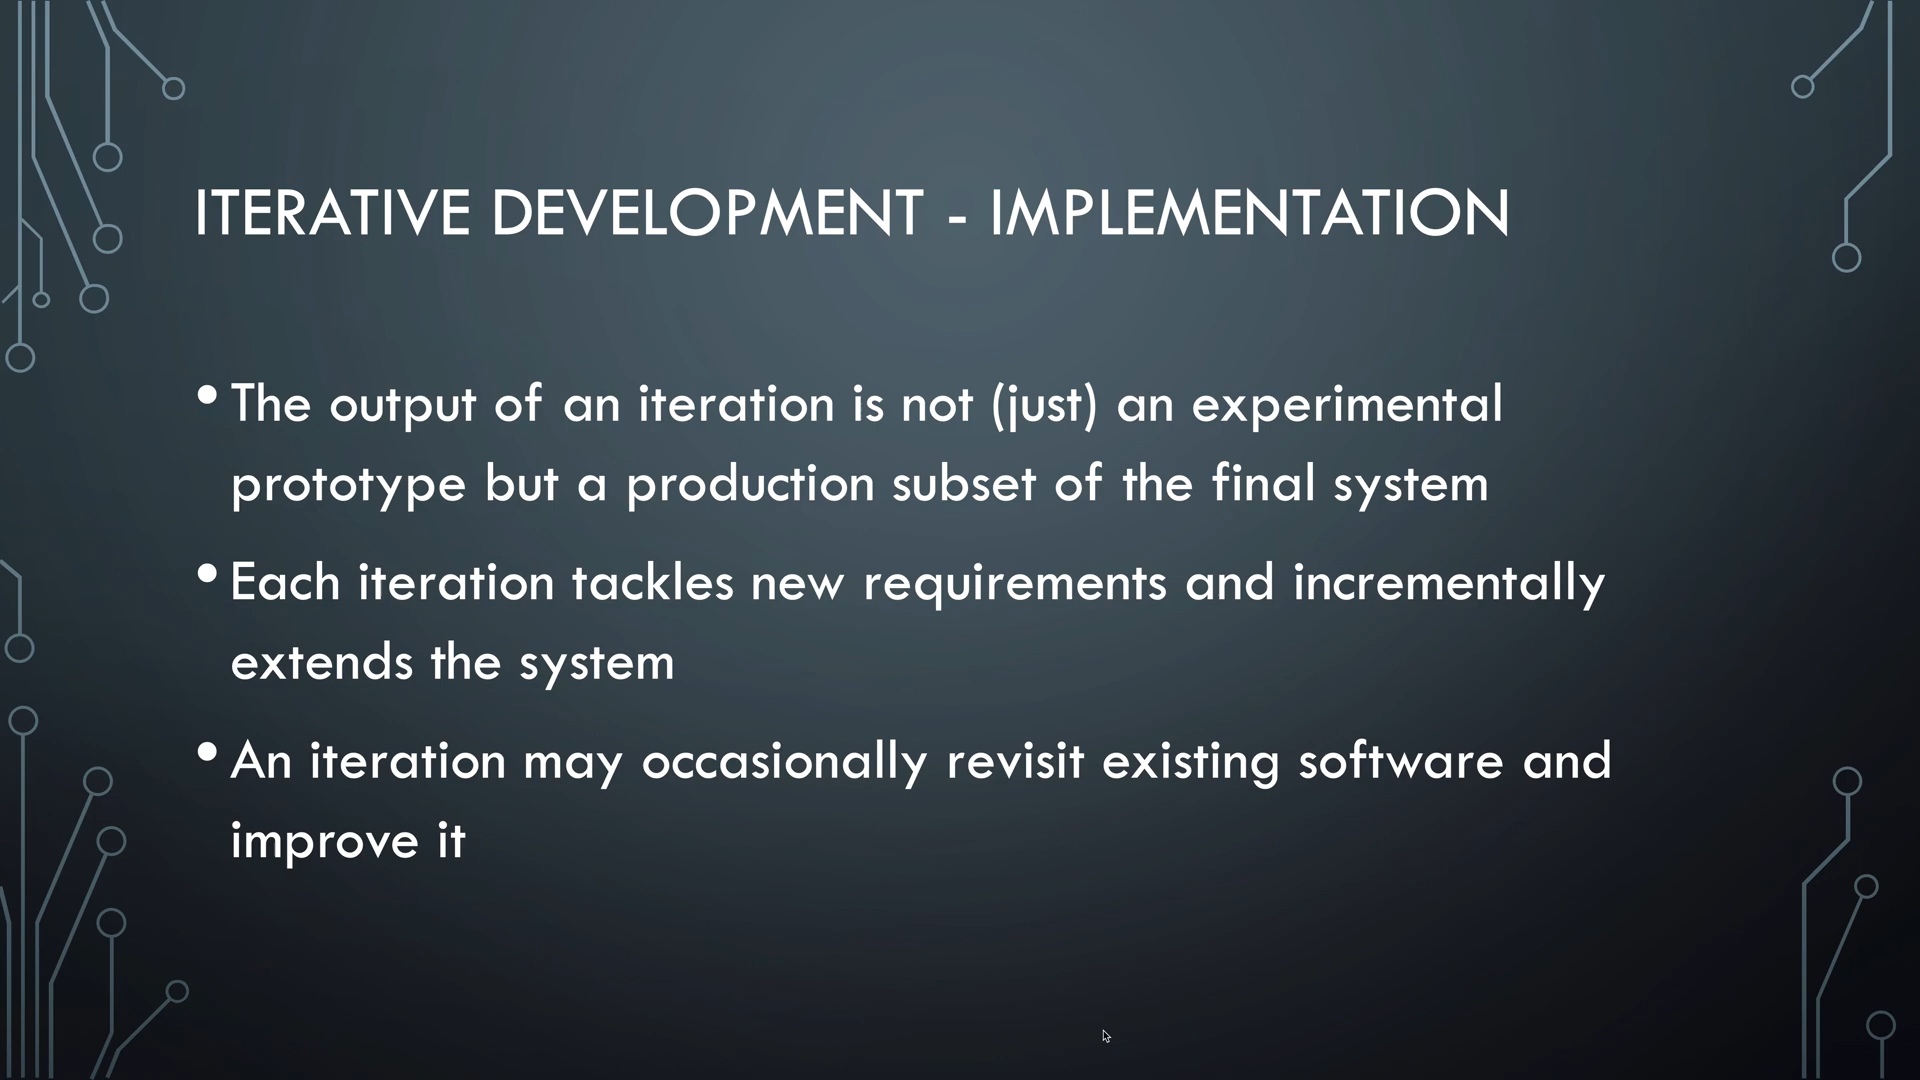 ITERATIVE DEVELOPMENT - IMPLEMENTATION
• The output of an iteration is not (just) an experimental
prototype but a production subset of the final system
• Each iteration tackles new requirements and incrementally
extends the system
• An iteration may occasionally revisit existing software and
improve it